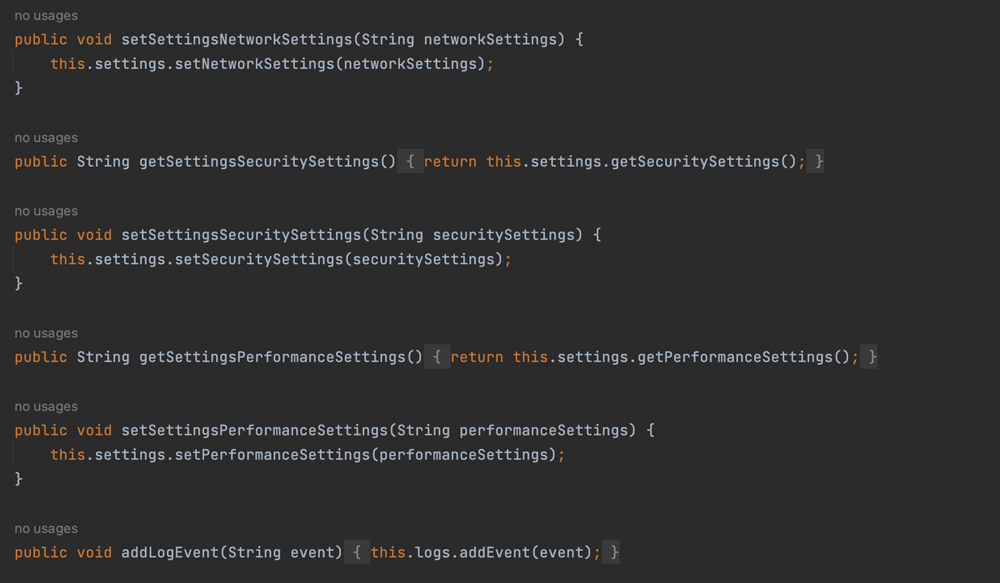 no usages
public void setSettingsNetworkSettings(String networkSettings) {
    this.settings.setNetworkSettings(networkSettings);
}
no usages
public String getSettingsSecuritySettings() { return this.settings.getSecuritySettings(); }
no usages
public void setSettingsSecuritySettings(String securitySettings) {
    this.settings.setSecuritySettings(securitySettings);
}
no usages
public String getSettingsPerformanceSettings() { return this.settings.getPerformanceSettings(); }
no usages
public void setSettingsPerformanceSettings(String performanceSettings) {
    this.settings.setPerformanceSettings(performanceSettings);
}
no usages
public void addLogEvent(String event) { this.logs.addEvent(event); }